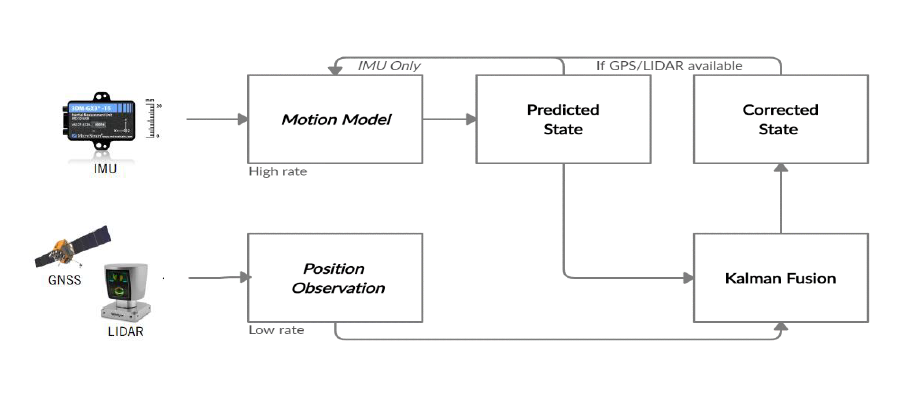 IMU Only
If GPS/LIDAR available
Motion Model
Predicted
State
Corrected
State
IMU
High rate
GNSS
LIDAR
Position
Observation
Kalman Fusion
Low rate